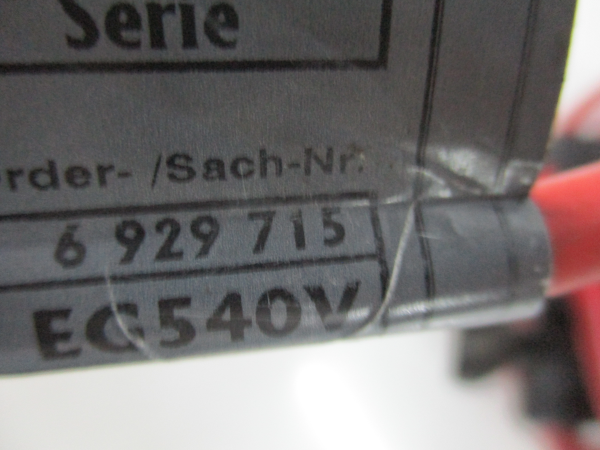 Serie
rder- /Sach-Nr.
6 929 715
EG540V